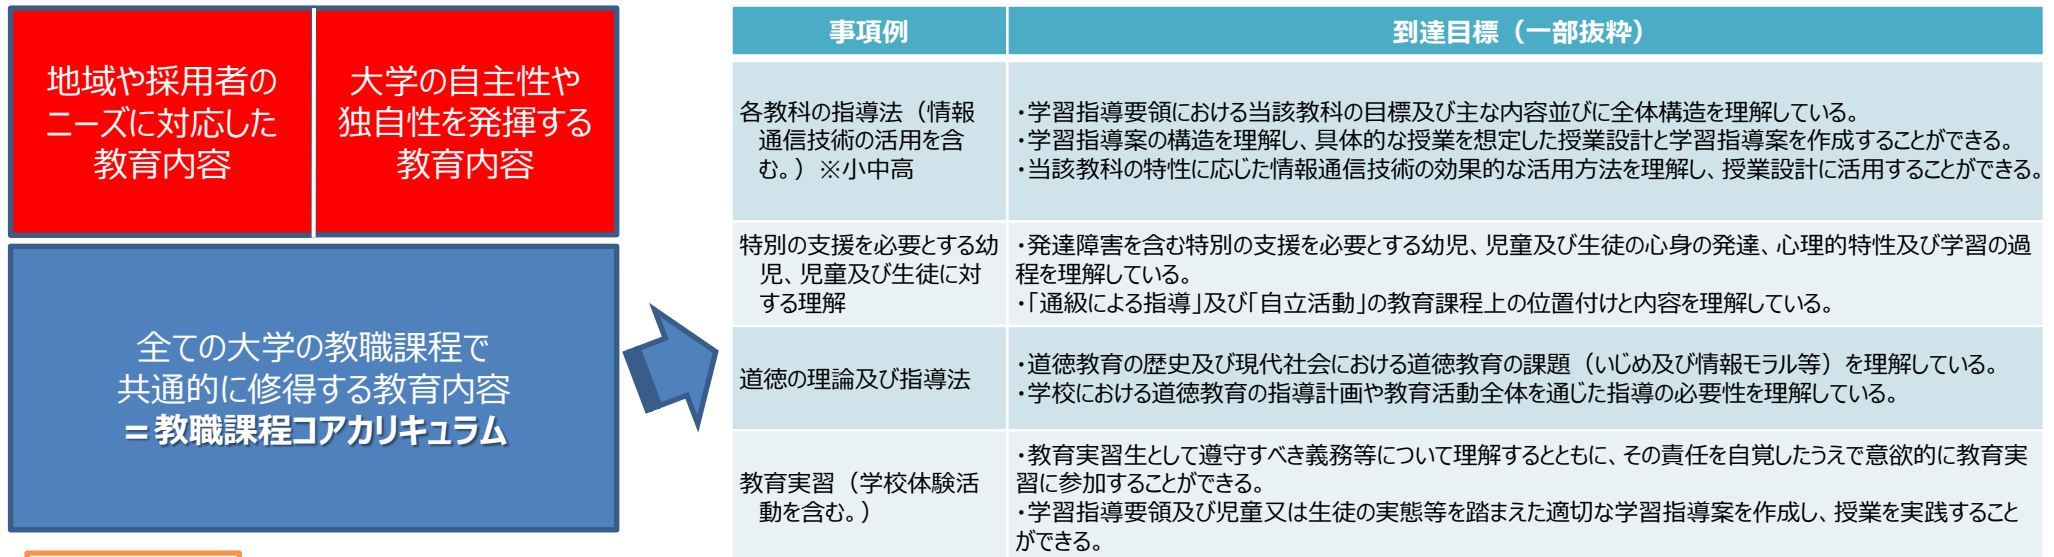 地域や採用者の
ニーズに対応した
教育内容
大学の自主性や
独自性を発揮する
教育内容
全ての大学の教職課程で
共通的に修得する教育内容
＝教職課程コアカリキュラム
事項例
到達目標（一部抜粋）
各教科の指導法（情報
通信技術の活用を含
む。）※小中高
・学習指導要領における当該教科の目標及び主な内容並びに全体構造を理解している。
・学習指導案の構造を理解し、具体的な授業を想定した授業設計と学習指導案を作成することができる。
・当該教科の特性に応じた情報通信技術の効果的な活用方法を理解し、授業設計に活用することができる。
特別の支援を必要とする幼
児、児童及び生徒に対
する理解
・発達障害を含む特別の支援を必要とする幼児、児童及び生徒の心身の発達、心理的特性及び学習の過
程を理解している。
・「通級による指導」及び「自立活動」の教育課程上の位置付けと内容を理解している。
道徳の理論及び指導法
・道徳教育の歴史及び現代社会における道徳教育の課題（いじめ及び情報モラル等）を理解している。
・学校における道徳教育の指導計画や教育活動全体を通じた指導の必要性を理解している。
教育実習（学校体験活
動を含む。）
・教育実習生として遵守すべき義務等について理解するとともに、その責任を自覚したうえで意欲的に教育実
習に参加することができる。
・学習指導要領及び児童又は生徒の実態等を踏まえた適切な学習指導案を作成し、授業を実践すること
ができる。